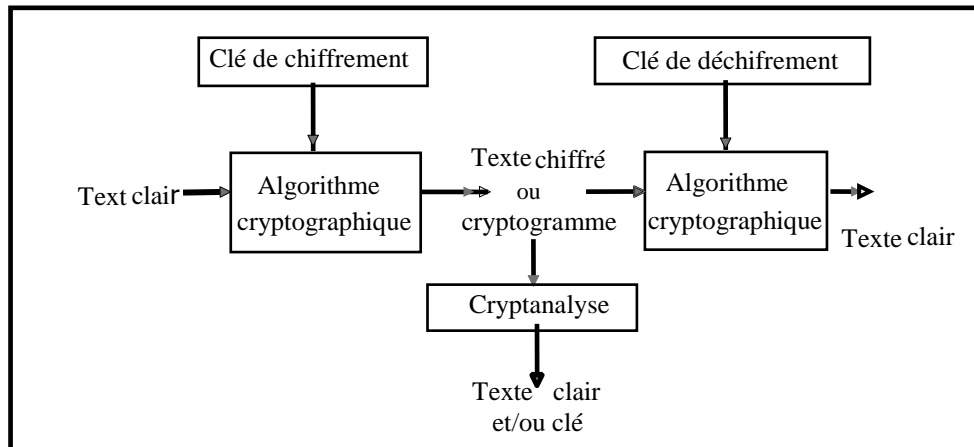 Clé de chiffrement
Clé de déchifrement
Text clair
Algorithme
cryptographique
Texte chiffré
ou
cryptogramme
Algorithme
cryptographique
Texte clair
Cryptanalyse
Texte clair
et/ou clé